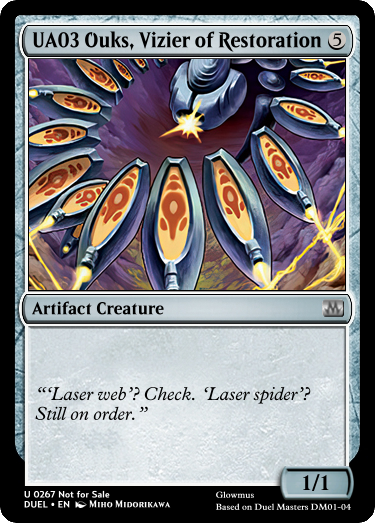 UA03 Ouks, Vizier of Restoration 5
Artifact Creature
“‘Laser web’? Check. ‘Laser spider’?
Still on order.”
1/1
U 0267 Not for Sale
DUEL • EN Miho Midorikawa
Glowmus
Based on Duel Masters DM01-04